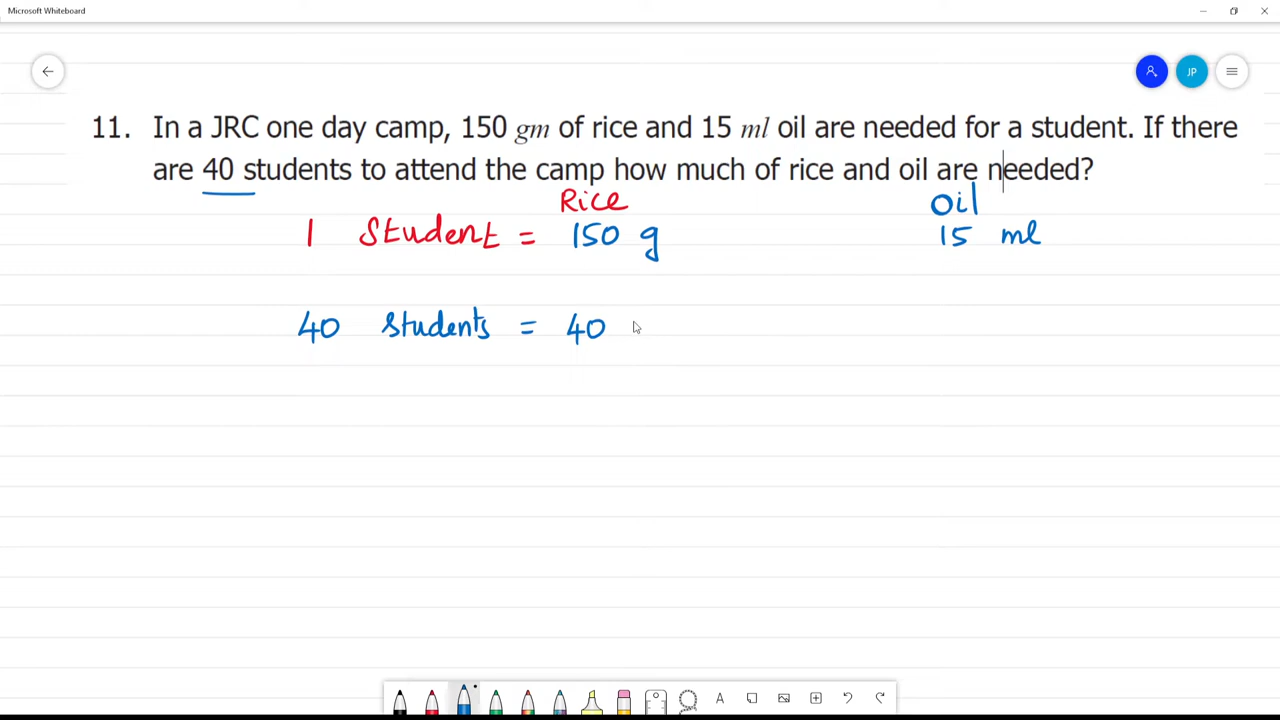 Microsoft Whiteboard
JP
11. In a JRC one day camp, 150 gm of rice and 15 ml oil are needed for a student. If there
are 40 students to attend the camp how much of rice and oil are needed?
Rice Oil
1 Student = 150 g 15 ml
40 students = 40
A